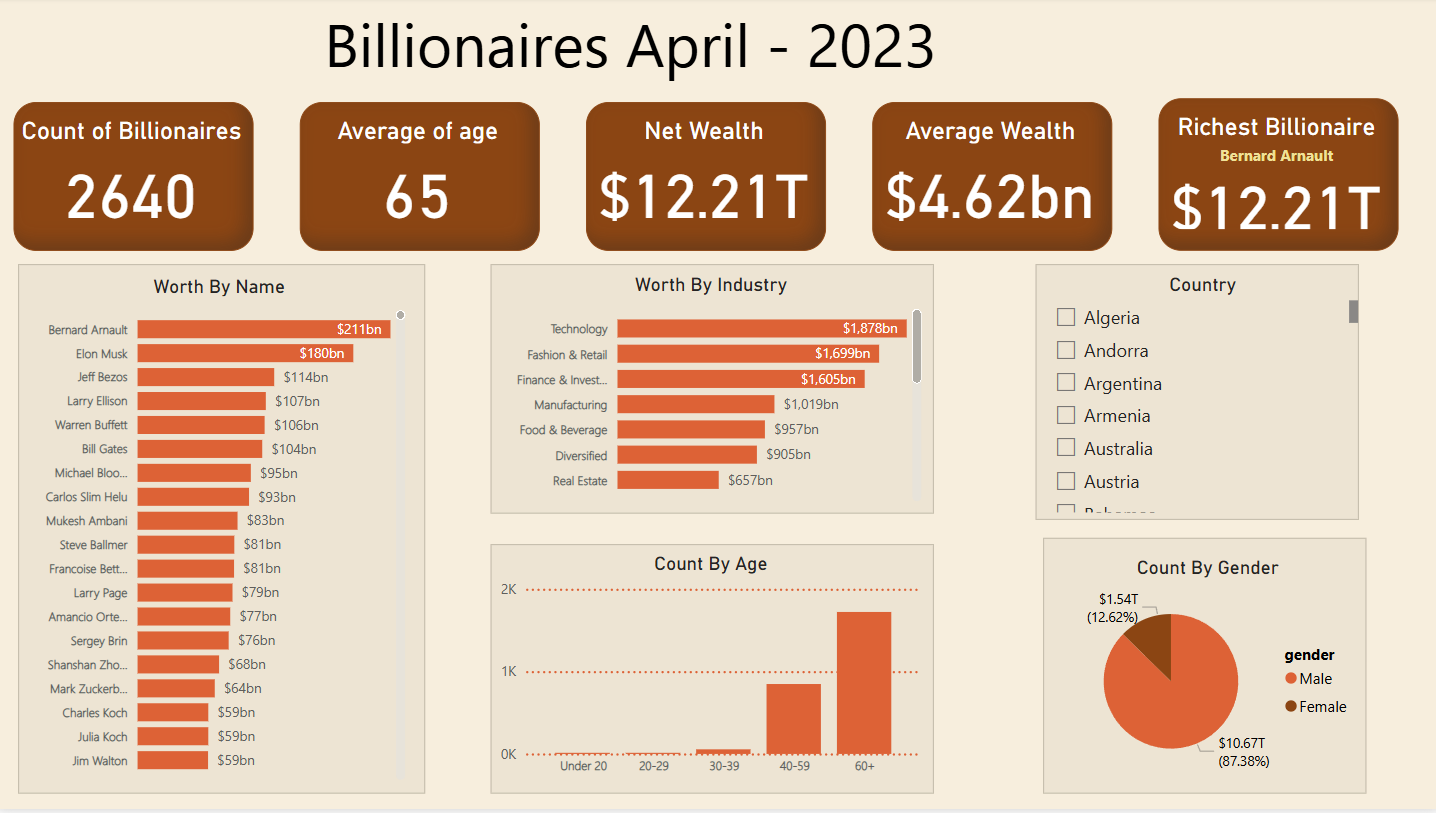 Billionaires April - 2023
Count of Billionaires
2640
Average of age
65
Net Wealth
$12.21T
Average Wealth
$4.62bn
Richest Billionaire
Bernard Arnault
$12.21T
Worth By Name
Bernard Arnault $211bn
Elon Musk $180bn
Jeff Bezos $114bn
Larry Ellison $107bn
Warren Buffett $106bn
Bill Gates $104bn
Michael Bloo... $95bn
Carlos Slim Helu $93bn
Mukesh Ambani $83bn
Steve Ballmer $81bn
Francoise Bett... $81bn
Larry Page $79bn
Amancio Orte... $77bn
Sergey Brin $76bn
Shanshan Zho... $68bn
Mark Zuckerb... $64bn
Charles Koch $59bn
Julia Koch $59bn
Jim Walton $59bn
Worth By Industry
Technology $1,878bn
Fashion & Retail $1,699bn
Finance & Invest... $1,605bn
Manufacturing $1,019bn
Food & Beverage $957bn
Diversified $905bn
Real Estate $657bn
Country
Algeria
Andorra
Argentina
Armenia
Australia
Austria
Count By Age
2K
1K
0K
Under 20 20-29 30-39 40-59 60+
Count By Gender
$1.54T
(12.62%)
gender
Male
Female
$10.67T
(87.38%)